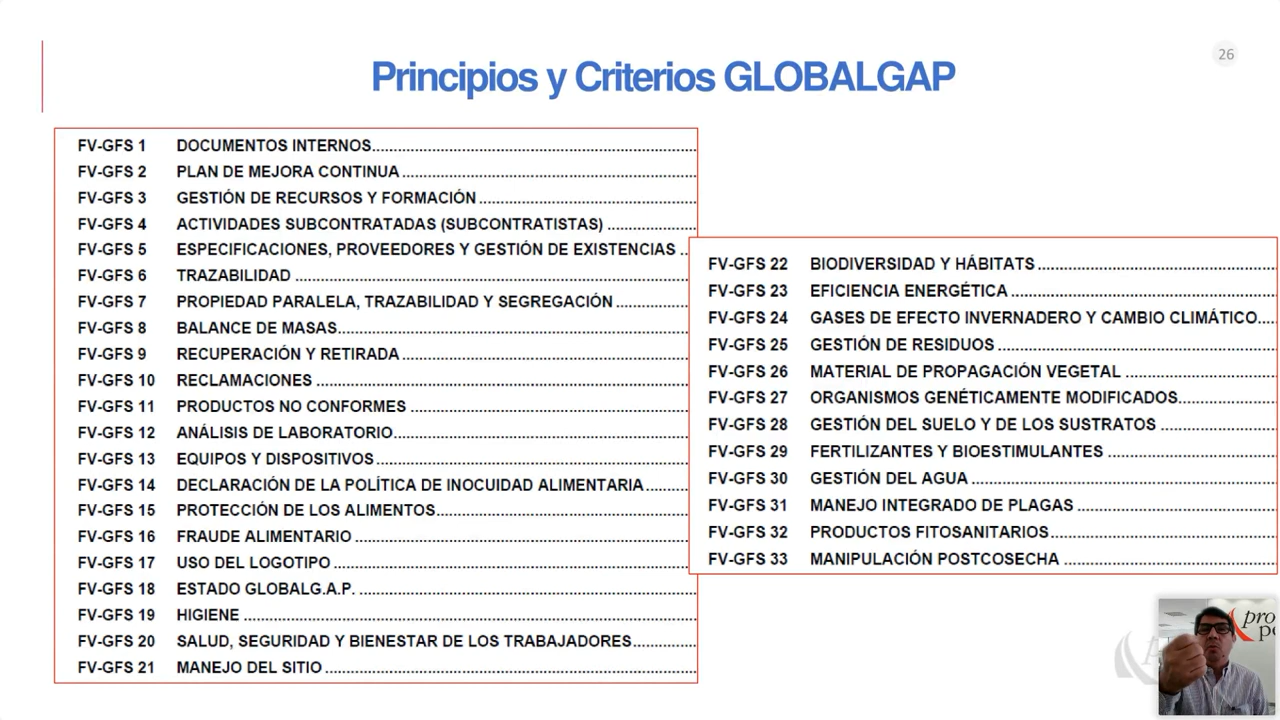 26
Principios y Criterios GLOBALGAP
FV-GFS 1 DOCUMENTOS INTERNOS
FV-GFS 2 PLAN DE MEJORA CONTINUA
FV-GFS 3 GESTIÓN DE RECURSOS Y FORMACIÓN
FV-GFS 4 ACTIVIDADES SUBCONTRATADAS (SUBCONTRATISTAS)
FV-GFS 5 ESPECIFICACIONES, PROVEEDORES Y GESTIÓN DE EXISTENCIAS
FV-GFS 6 TRAZABILIDAD
FV-GFS 7 PROPIEDAD PARALELA, TRAZABILIDAD Y SEGREGACIÓN
FV-GFS 8 BALANCE DE MASAS
FV-GFS 9 RECUPERACIÓN Y RETIRADA
FV-GFS 10 RECLAMACIONES
FV-GFS 11 PRODUCTOS NO CONFORMES
FV-GFS 12 ANÁLISIS DE LABORATORIO
FV-GFS 13 EQUIPOS Y DISPOSITIVOS
FV-GFS 14 DECLARACIÓN DE LA POLÍTICA DE INOCUIDAD ALIMENTARIA
FV-GFS 15 PROTECCIÓN DE LOS ALIMENTOS
FV-GFS 16 FRAUDE ALIMENTARIO
FV-GFS 17 USO DEL LOGOTIPO
FV-GFS 18 ESTADO GLOBALG.A.P.
FV-GFS 19 HIGIENE
FV-GFS 20 SALUD, SEGURIDAD Y BIENESTAR DE LOS TRABAJADORES
FV-GFS 21 MANEJO DEL SITIO
FV-GFS 22 BIODIVERSIDAD Y HÁBITATS
FV-GFS 23 EFICIENCIA ENERGÉTICA
FV-GFS 24 GASES DE EFECTO INVERNADERO Y CAMBIO CLIMÁTICO
FV-GFS 25 GESTIÓN DE RESIDUOS
FV-GFS 26 MATERIAL DE PROPAGACIÓN VEGETAL
FV-GFS 27 ORGANISMOS GENÉTICAMENTE MODIFICADOS
FV-GFS 28 GESTIÓN DEL SUELO Y DE LOS SUSTRATOS
FV-GFS 29 FERTILIZANTES Y BIOESTIMULANTES
FV-GFS 30 GESTIÓN DEL AGUA
FV-GFS 31 MANEJO INTEGRADO DE PLAGAS
FV-GFS 32 PRODUCTOS FITOSANITARIOS
FV-GFS 33 MANIPULACIÓN POSTCOSECHA
pro